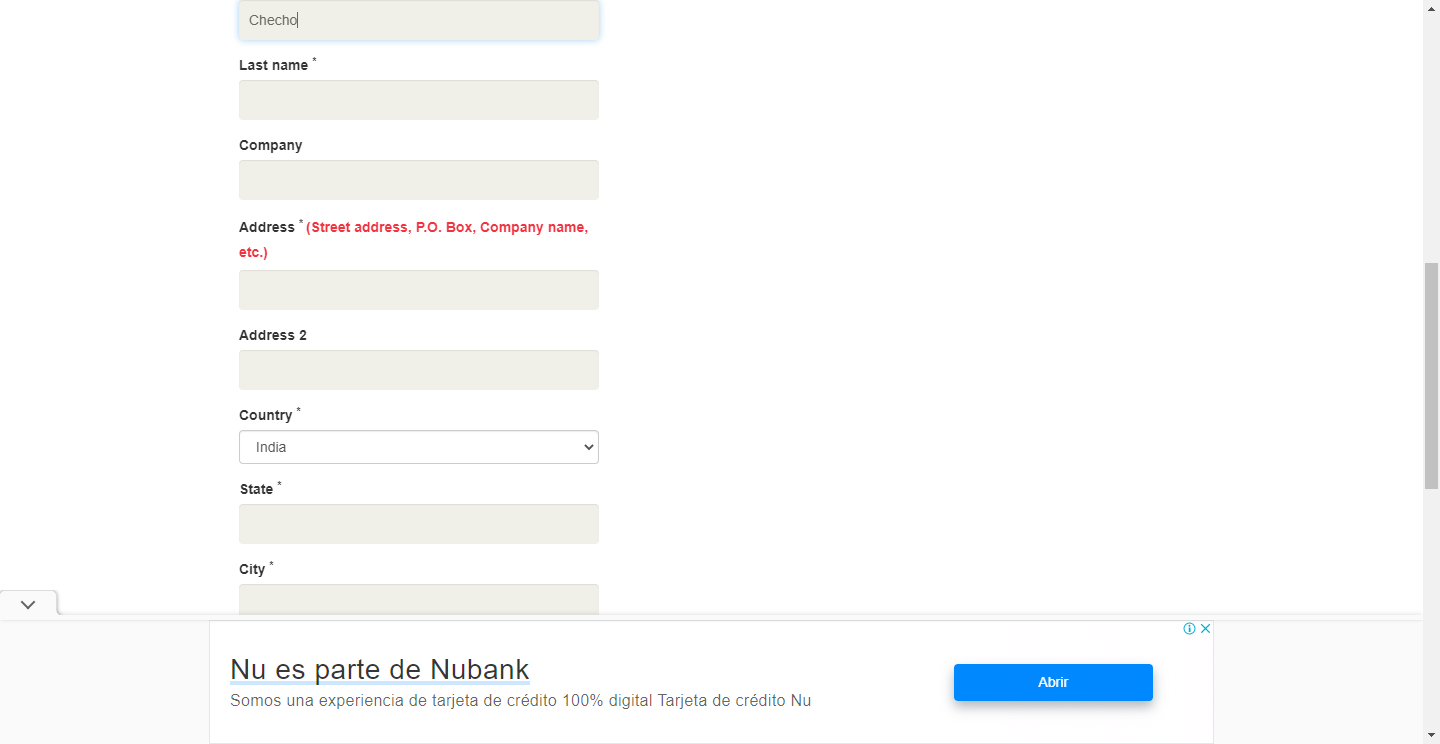 Checho
Last name *
Company
Address * (Street address, P.O. Box, Company name,
etc.)
Address 2
Country *
India
State *
City *
Nu es parte de Nubank
Somos una experiencia de tarjeta de crédito 100% digital Tarjeta de crédito Nu
Abrir